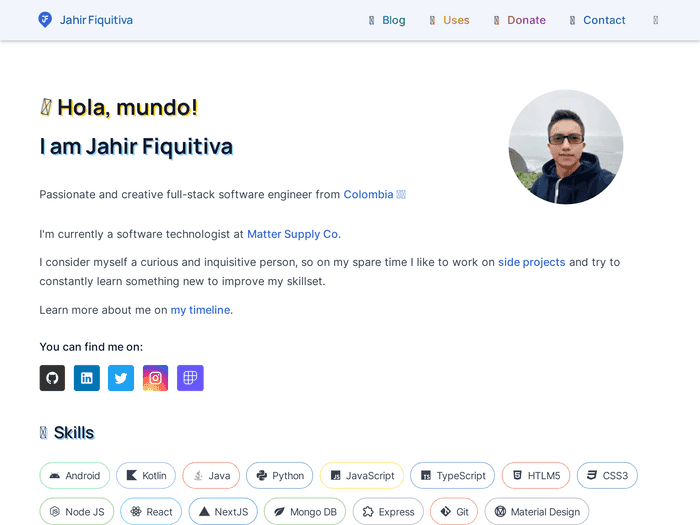 JF Jahir Fiquitiva
Blog Uses Donate Contact
Hola, mundo!
I am Jahir Fiquitiva
Passionate and creative full-stack software engineer from Colombia
I'm currently a software technologist at Matter Supply Co.
I consider myself a curious and inquisitive person, so on my spare time I like to work on side projects and try to
constantly learn something new to improve my skillset.
Learn more about me on my timeline.
You can find me on:
Skills
Android Kotlin Java Python JavaScript TypeScript HTLM5 CSS3
Node JS React NextJS Mongo DB Express Git Material Design